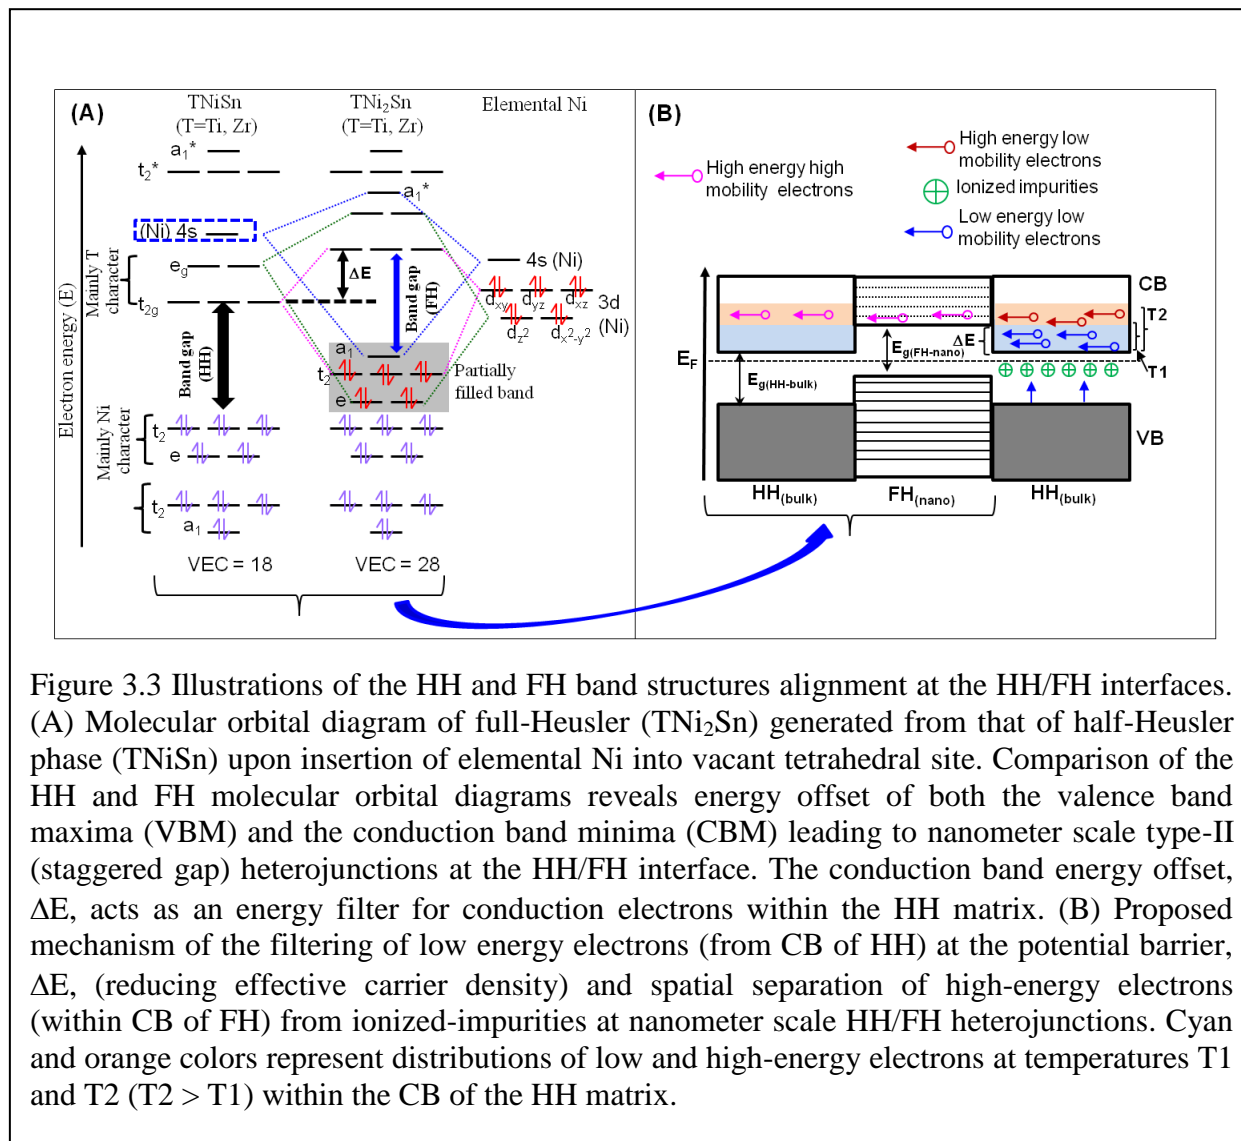 (A)
TNiSn
(T=Ti, Zr)
TNi2Sn
(T=Ti, Zr)
Elemental Ni
Electron energy (E)
a1*
t2*
a1*
(Ni) 4s
Mainly T
character
eg
t2g
ΔE
Band gap
(FH)
Band gap
(HH)
4s (Ni)
dxy dyz dxz
3d
(Ni)
dz2 dx2-y2
a1
t2
e
Partially
filled band
Mainly Ni
character
t2
e
t2
a1
VEC = 18
VEC = 28
(B)
High energy high
mobility electrons
High energy low
mobility electrons
Ionized impurities
Low energy low
mobility electrons
CB
T2
ΔE
T1
EF
Eg(FH-nano)
Eg(HH-bulk)
VB
HH(bulk)
FH(nano)
HH(bulk)
Figure 3.3 Illustrations of the HH and FH band structures alignment at the HH/FH interfaces.
(A) Molecular orbital diagram of full-Heusler (TNi2Sn) generated from that of half-Heusler
phase (TNiSn) upon insertion of elemental Ni into vacant tetrahedral site. Comparison of the
HH and FH molecular orbital diagrams reveals energy offset of both the valence band
maxima (VBM) and the conduction band minima (CBM) leading to nanometer scale type-II
(staggered gap) heterojunctions at the HH/FH interface. The conduction band energy offset,
ΔE, acts as an energy filter for conduction electrons within the HH matrix. (B) Proposed
mechanism of the filtering of low energy electrons (from CB of HH) at the potential barrier,
ΔE, (reducing effective carrier density) and spatial separation of high-energy electrons
(within CB of FH) from ionized-impurities at nanometer scale HH/FH heterojunctions. Cyan
and orange colors represent distributions of low and high-energy electrons at temperatures T1
and T2 (T2 > T1) within the CB of the HH matrix.